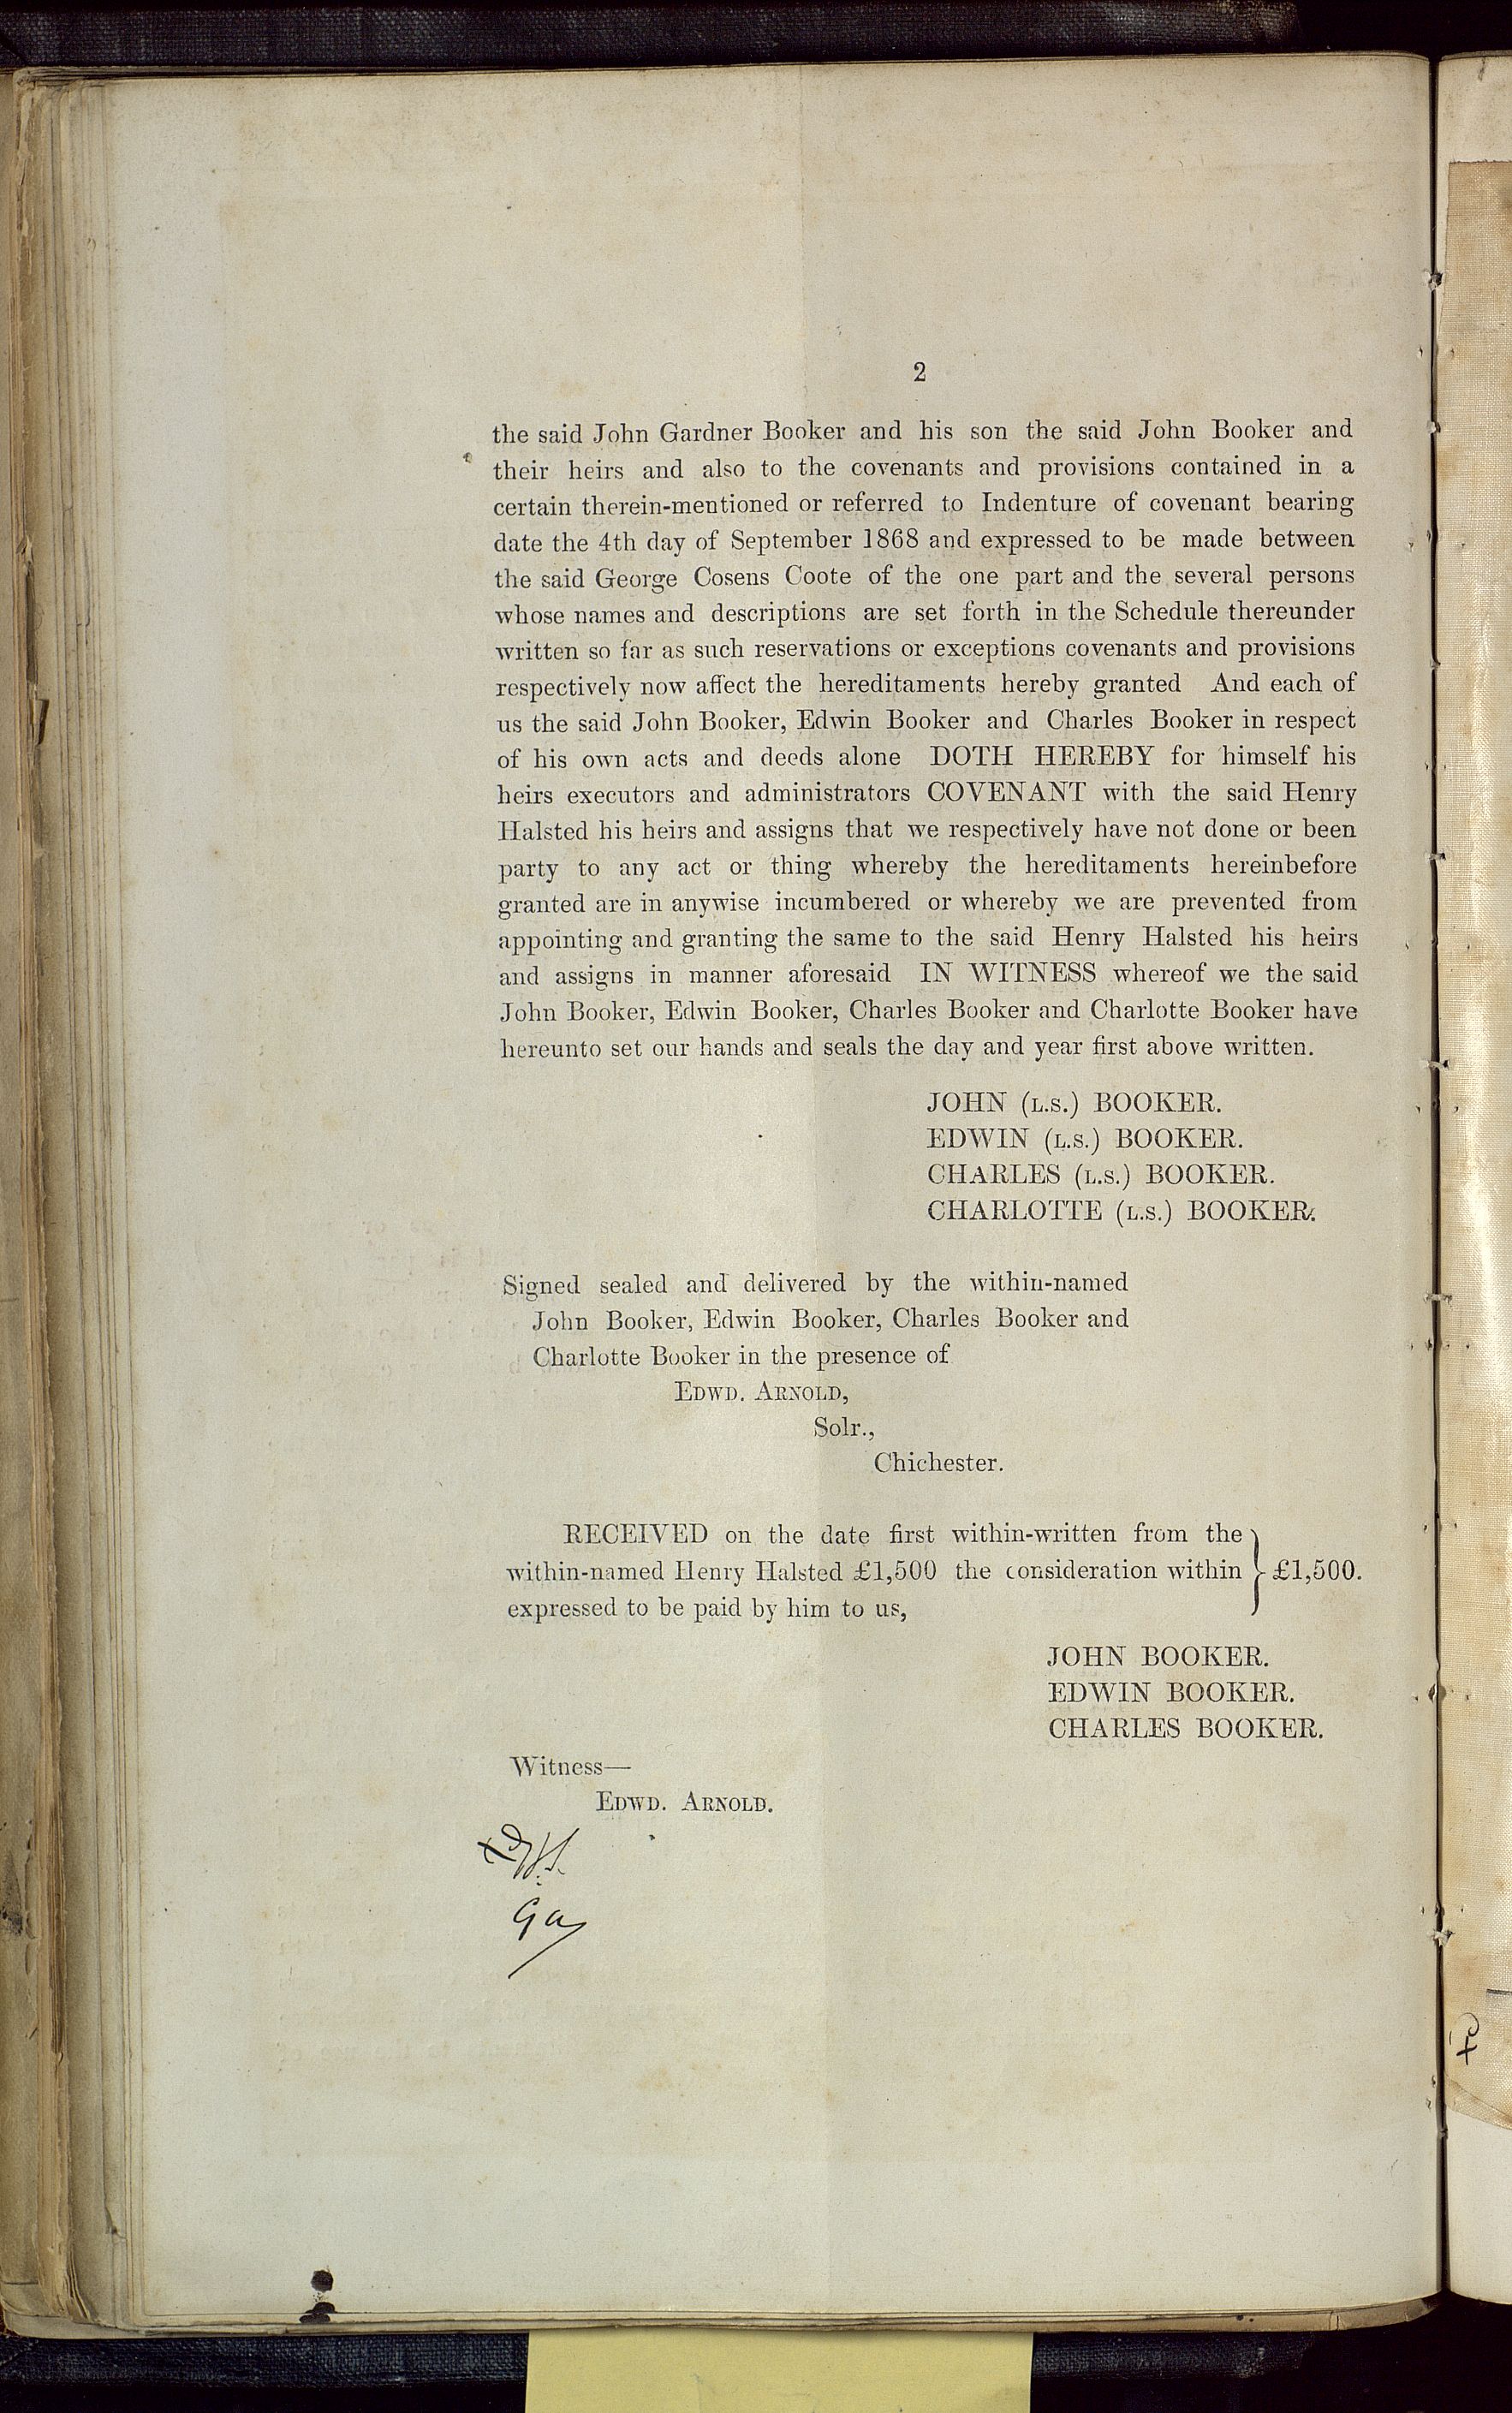 2
the said John Gardner Booker and his son the said John Booker and
their heirs and also to the covenants and provisions contained in a
certain therein-mentioned or referred to Indenture of covenant bearing
date the 4th day of September 1868 and expressed to be made between
the said George Cosens Coote of the one part and the several persons
whose names and descriptions are set forth in the Schedule thereunder
written so far as such reservations or exceptions covenants and provisions
respectively now affect the hereditaments hereby granted And each of
us the said John Booker, Edwin Booker and Charles Booker in respect
of his own acts and deeds alone DOTH HEREBY for himself his
heirs executors and administrators COVENANT with the said Henry
Halsted his heirs and assigns that we respectively have not done or been
party to any act or thing whereby the hereditaments hereinbefore
granted are in anywise incumbered or whereby we are prevented from
appointing and granting the same to the said Henry Halsted his heirs
and assigns in manner aforesaid IN WITNESS whereof we the said
John Booker, Edwin Booker, Charles Booker and Charlotte Booker have
hereunto set our hands and seals the day and year first above written.
JOHN (L.S.) BOOKER.
EDWIN (L.S.) BOOKER.
CHARLES (L.S.) BOOKER.
CHARLOTTE (L.S.) BOOKER.
Signed sealed and delivered by the within-named
John Booker, Edwin Booker, Charles Booker and
Charlotte Booker in the presence of
EDWD. ARNOLD,
Solr.,
Chichester.
RECEIVED on the date first within-written from the
within-named Henry Halsted £1,500 the consideration within } £1,500.
expressed to be paid by him to us,
JOHN BOOKER.
EDWIN BOOKER.
CHARLES BOOKER.
Witness—
EDWD. ARNOLD.